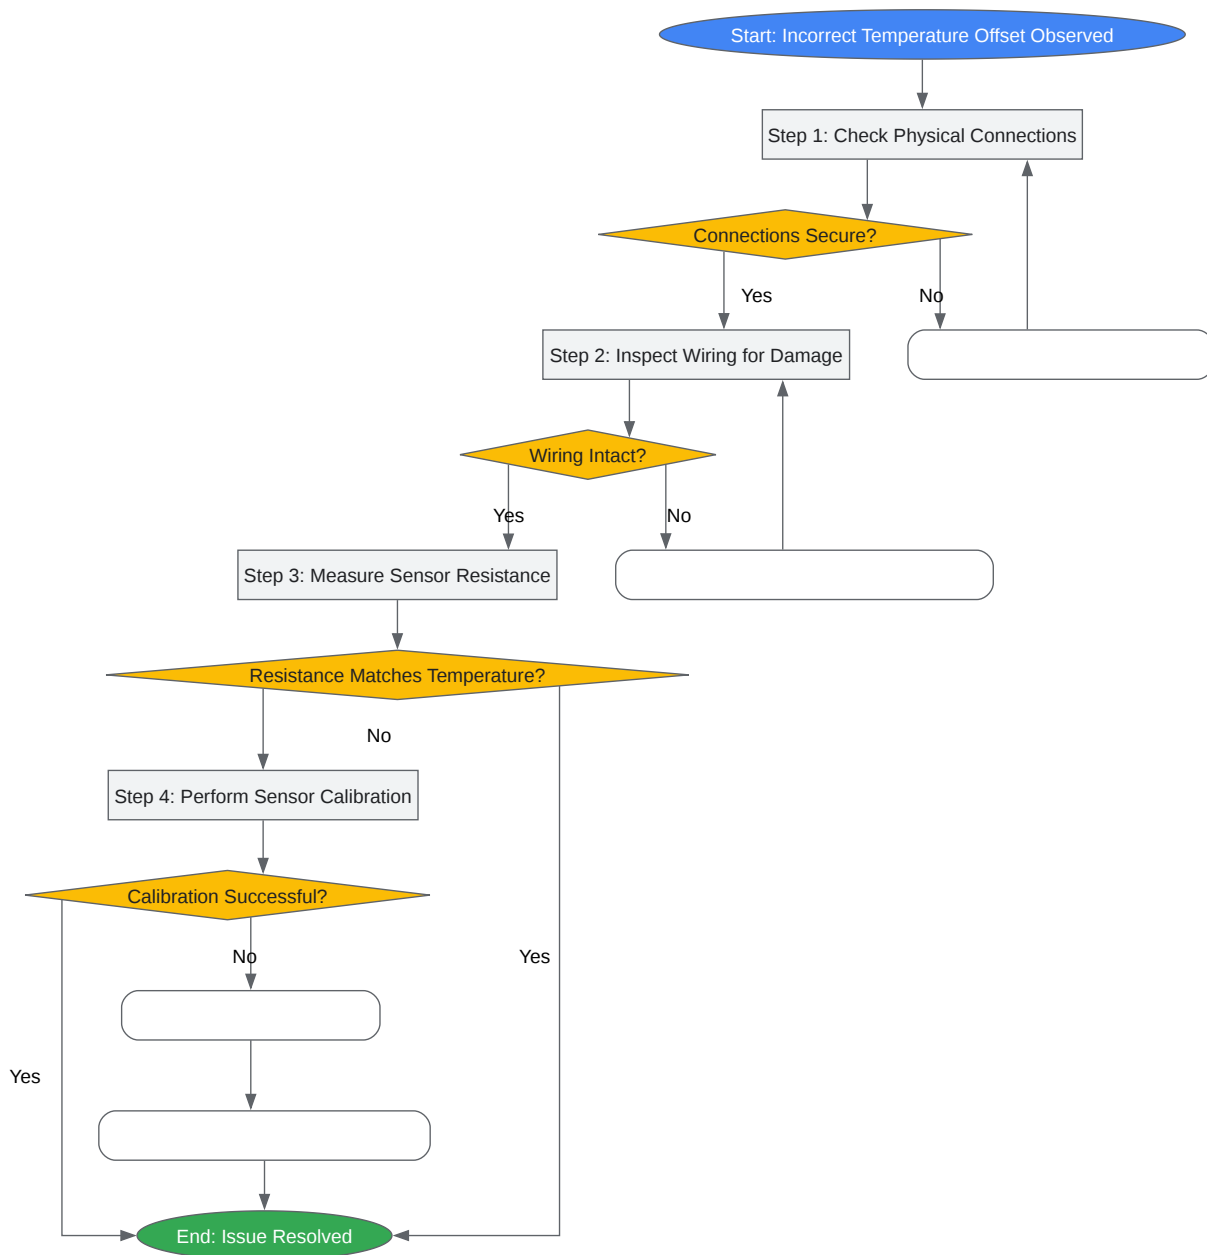 Start: Incorrect Temperature Offset Observed
Step 1: Check Physical Connections
Connections Secure?
Yes
No
Step 2: Inspect Wiring for Damage
Wiring Intact?
Yes
No
Step 3: Measure Sensor Resistance
Resistance Matches Temperature?
No
Step 4: Perform Sensor Calibration
Calibration Successful?
No
Yes
Yes
End: Issue Resolved